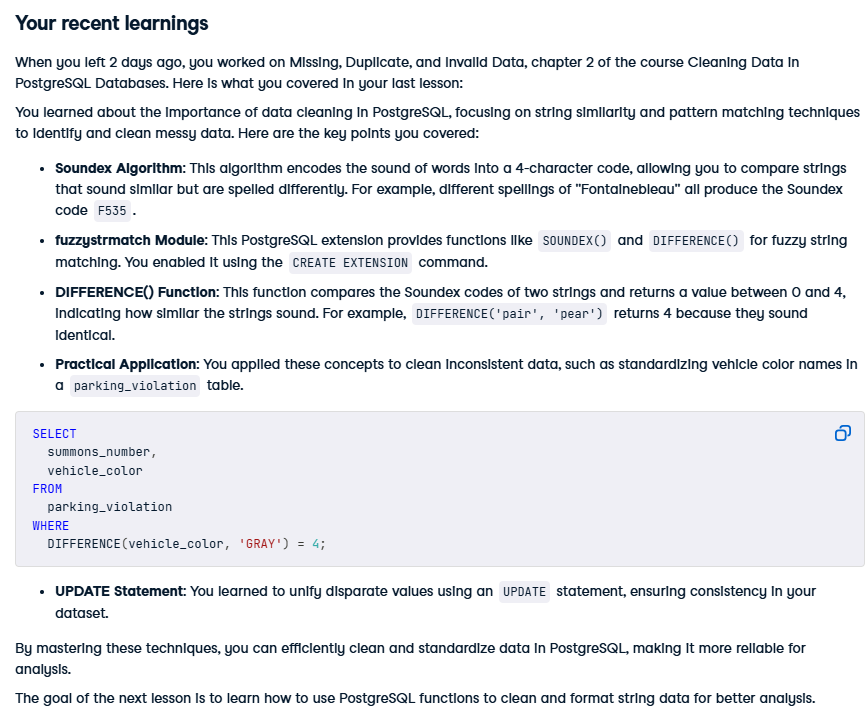 Your recent learnings
When you left 2 days ago, you worked on Missing, Duplicate, and Invalid Data, chapter 2 of the course Cleaning Data in
PostgreSQL Databases. Here is what you covered in your last lesson:
You learned about the importance of data cleaning in PostgreSQL, focusing on string similarity and pattern matching techniques
to identify and clean messy data. Here are the key points you covered:
• Soundex Algorithm: This algorithm encodes the sound of words into a 4-character code, allowing you to compare strings
that sound similar but are spelled differently. For example, different spellings of "Fontainebleau" all produce the Soundex
code F535.
• fuzzystrmatch Module: This PostgreSQL extension provides functions like SOUNDEX() and DIFFERENCE() for fuzzy string
matching. You enabled it using the CREATE EXTENSION command.
• DIFFERENCE() Function: This function compares the Soundex codes of two strings and returns a value between 0 and 4,
indicating how similar the strings sound. For example, DIFFERENCE('pair', 'pear') returns 4 because they sound
identical.
• Practical Application: You applied these concepts to clean inconsistent data, such as standardizing vehicle color names in
a parking_violation table.
SELECT
  summons_number,
  vehicle_color
FROM
  parking_violation
WHERE
  DIFFERENCE(vehicle_color, 'GRAY') = 4;
• UPDATE Statement: You learned to unify disparate values using an UPDATE statement, ensuring consistency in your
dataset.
By mastering these techniques, you can efficiently clean and standardize data in PostgreSQL, making it more reliable for
analysis.
The goal of the next lesson is to learn how to use PostgreSQL functions to clean and format string data for better analysis.